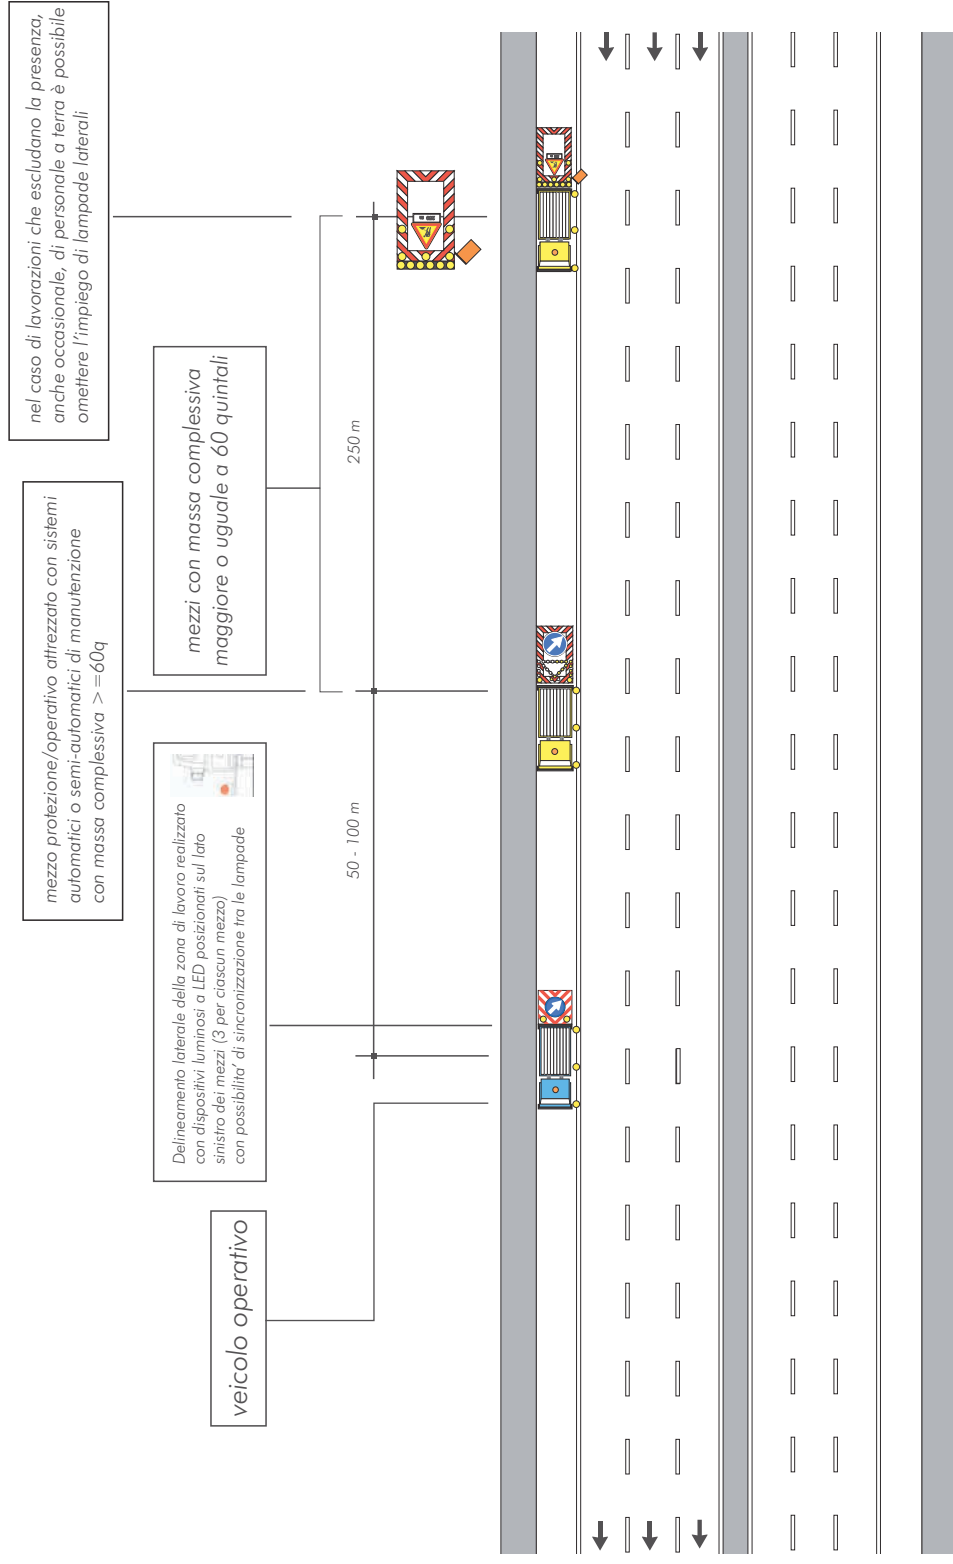 nel caso di lavorazioni che escludano la presenza,
anche occasionale, di personale a terra è possibile
omettere l'impiego di lampade laterali
mezzo protezione/operativo attrezzato con sistemi
automatici o semi-automatici di manutenzione
con massa complessiva >=60q
mezzi con massa complessiva
maggiore o uguale a 60 quintali
Delineamento laterale della zona di lavoro realizzato
con dispositivi luminosi a LED posizionati sul lato
sinistro dei mezzi (3 per ciascun mezzo)
con possibilita' di sincronizzazione tra le lampade
veicolo operativo
250 m
50 - 100 m